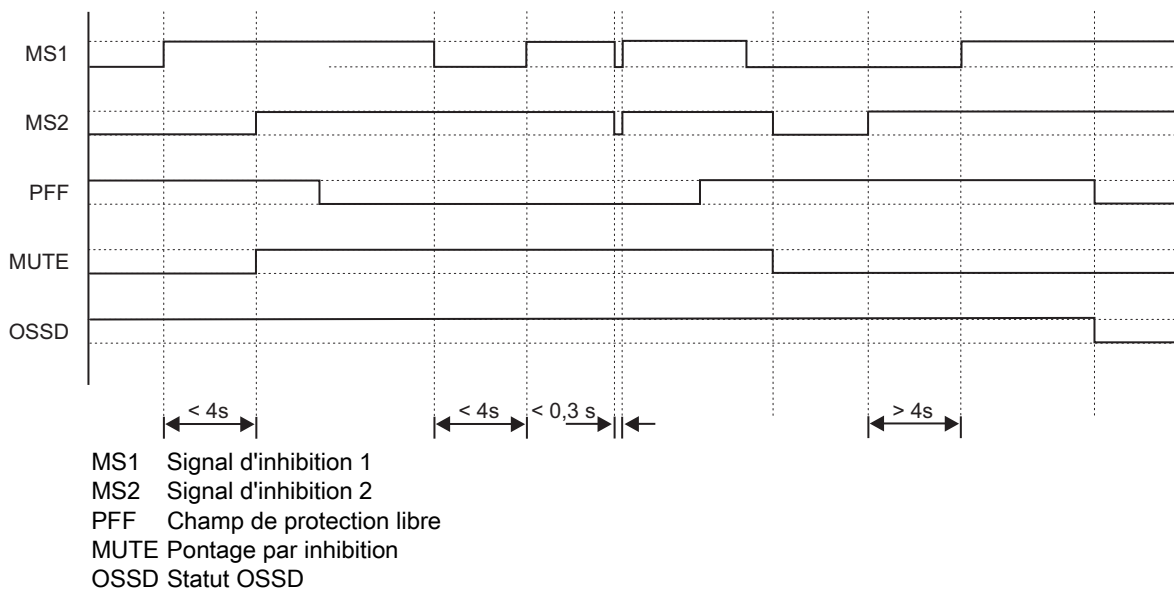 MS1
MS2
PFF
MUTE
OSSD
< 4s
< 4s
< 0,3 s
> 4s
MS1 Signal d'inhibition 1
MS2 Signal d'inhibition 2
PFF Champ de protection libre
MUTE Pontage par inhibition
OSSD Statut OSSD